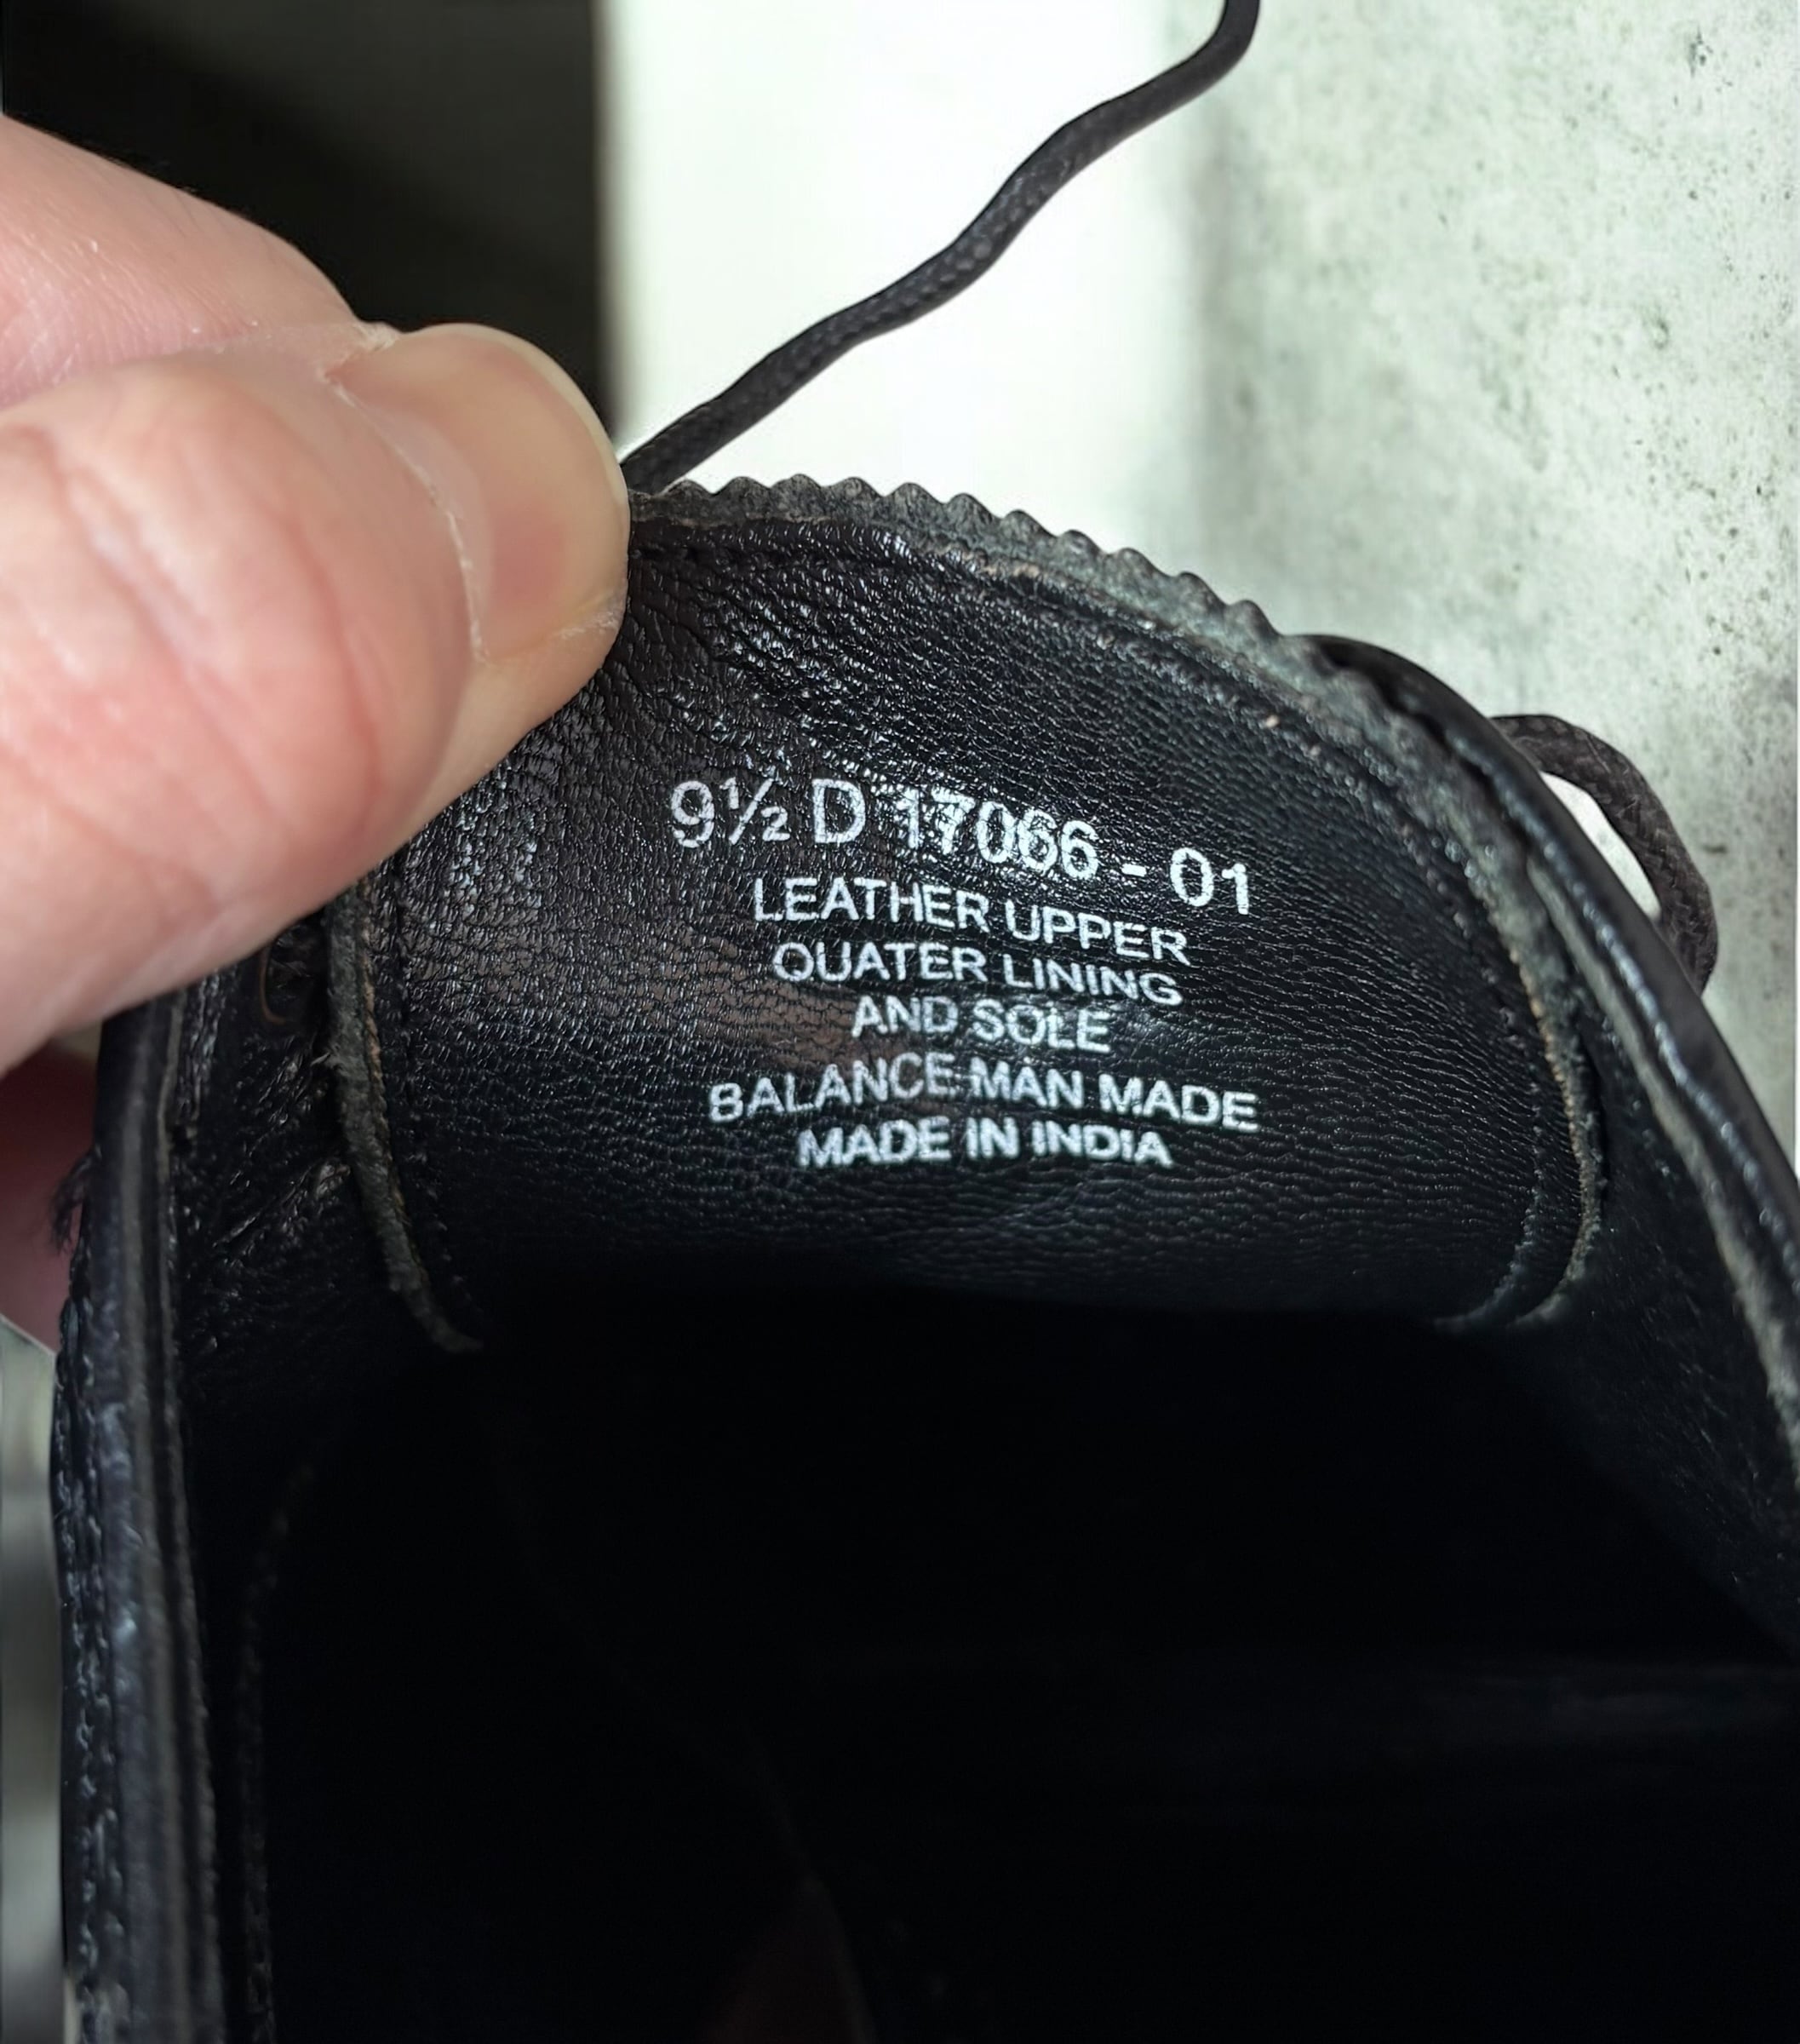 9½ D 17066 - 01
LEATHER UPPER
QUATER LINING
AND SOLE
BALANCE MAN MADE
MADE IN INDIA